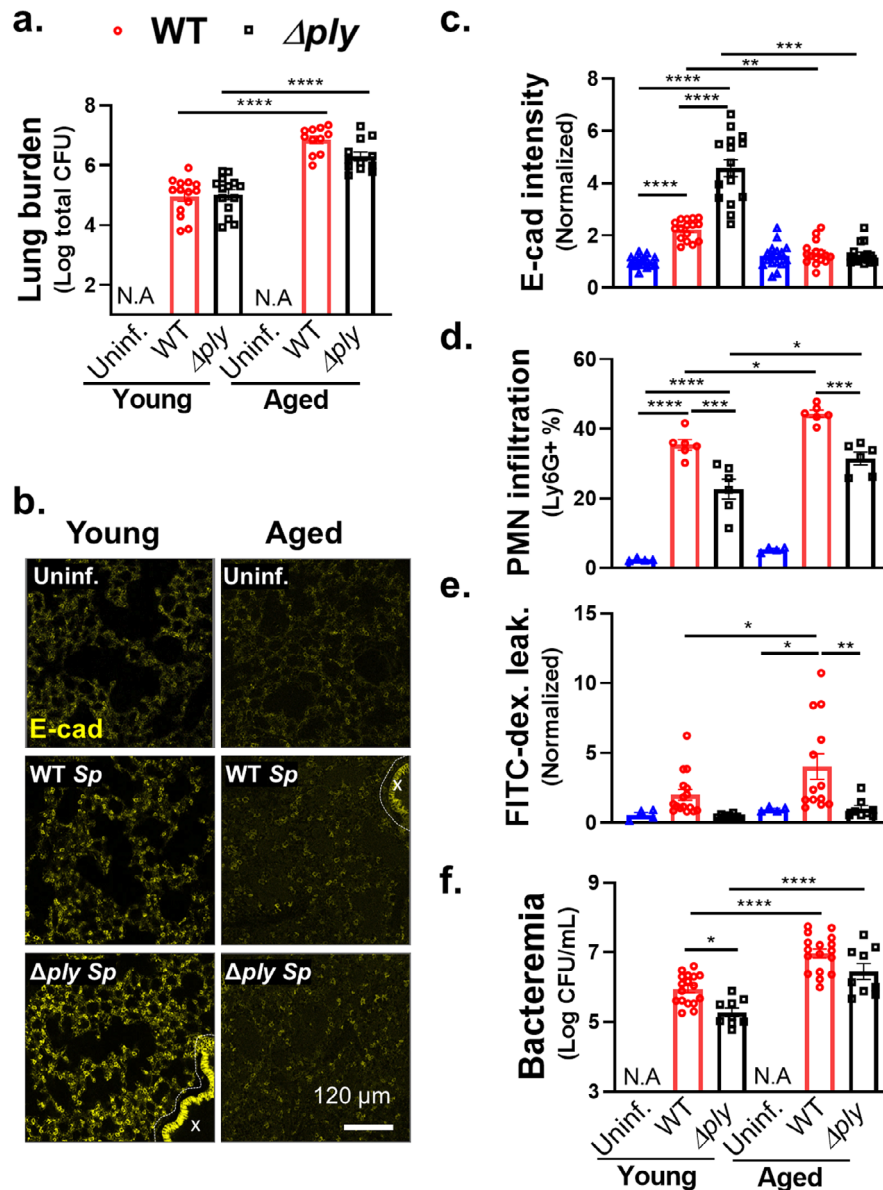 a.
WT
Δply
Lung burden
(Log total CFU)
8
6
4
2
****
****
N.A
N.A
Uninf.
WT
Δply
Uninf.
WT
Δply
Young
Aged
b.
Young
Aged
Uninf.
E-cad
Uninf.
WT Sp
WT Sp
x
Δply Sp
x
Δply Sp
120 μm
c.
E-cad intensity
(Normalized)
8
6
4
2
0
***
**
****
****
****
d.
PMN infiltration
(Ly6G+ %)
60
40
20
0
*
*
****
***
****
***
e.
FITC-dex. leak.
(Normalized)
15
10
5
0
*
*
**
f.
Bacteremia
(Log CFU/mL)
9
7
5
3
****
****
*
N.A
N.A
Uninf.
WT
Δply
Uninf.
WT
Δply
Young
Aged